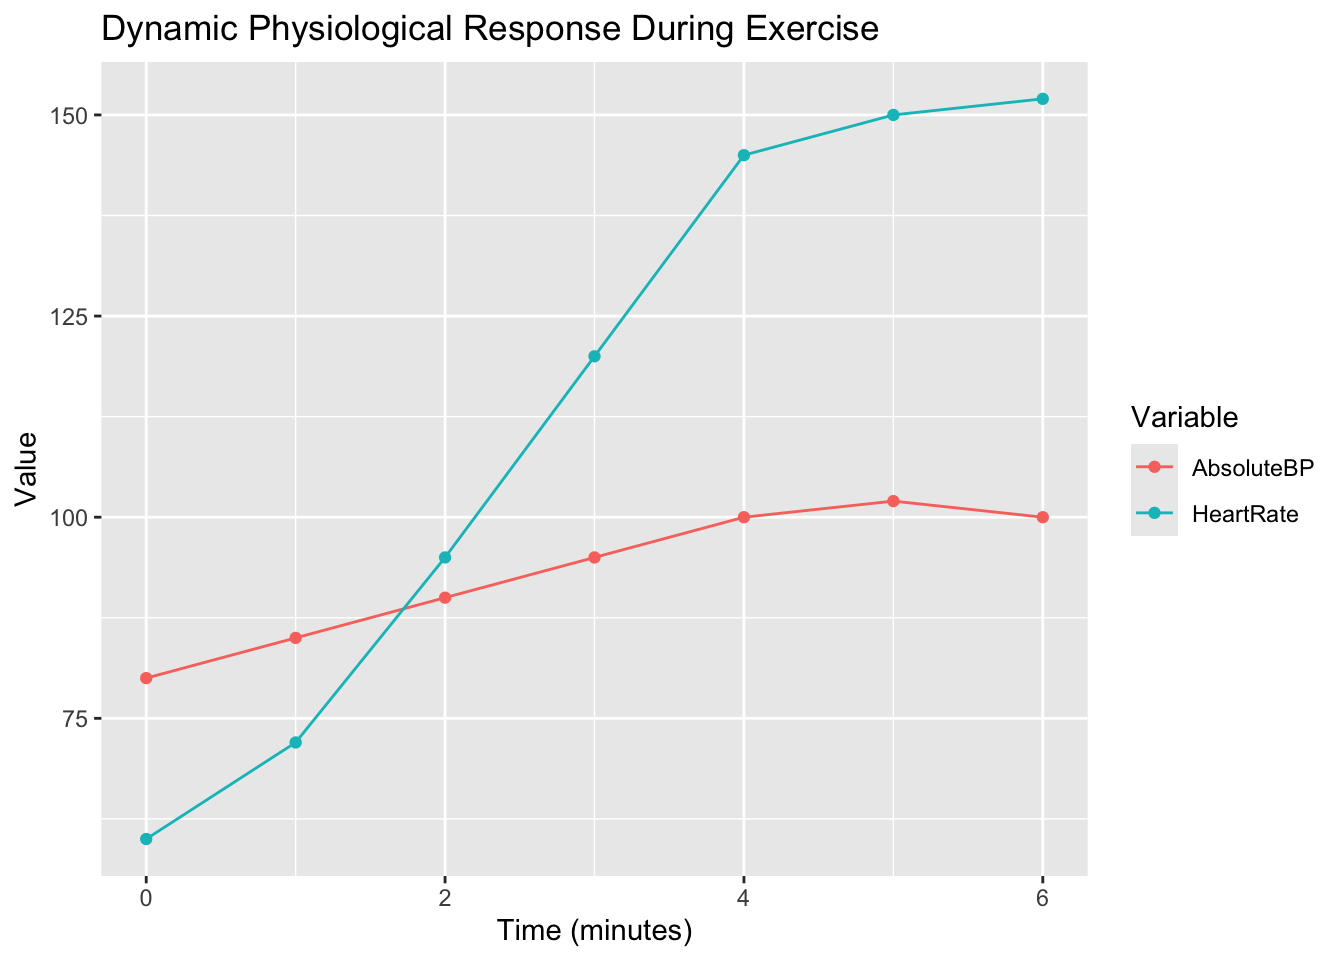 Dynamic Physiological Response During Exercise
150
125
100
75
Value
0 2 4 6
Time (minutes)
Variable
AbsoluteBP
HeartRate